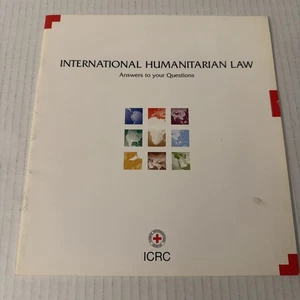 INTERNATIONAL HUMANITARIAN LAW
Answers to your Questions
ICRC